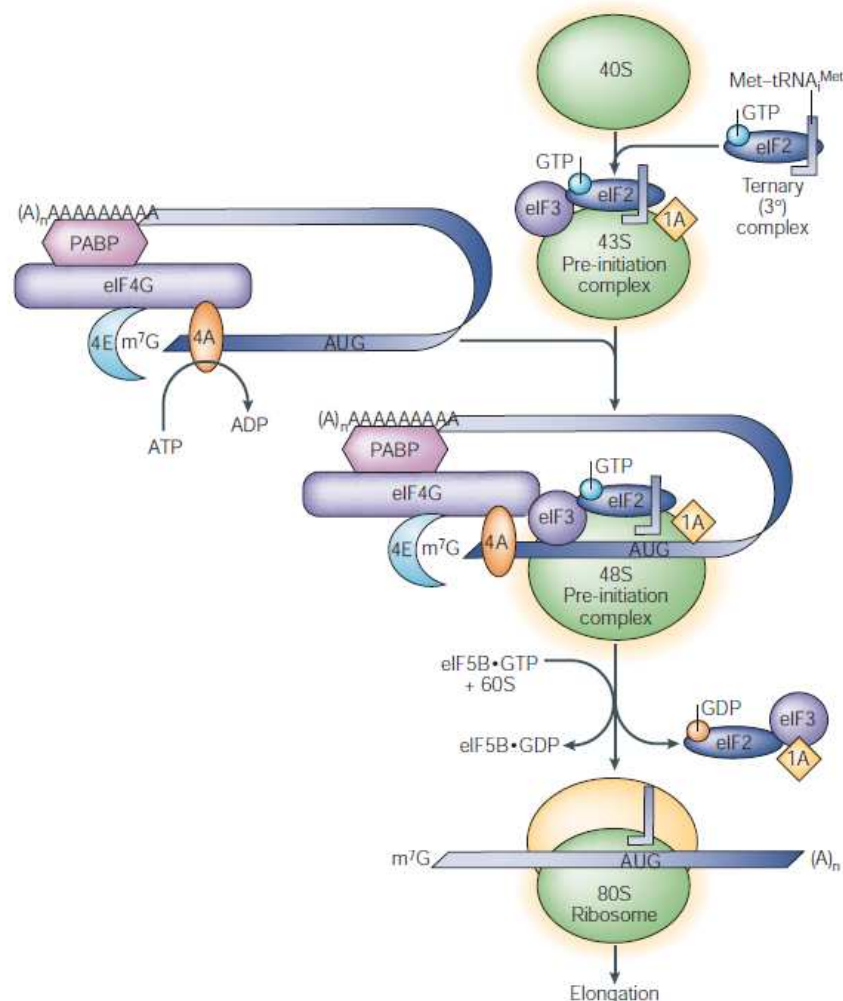 40S
Met–tRNAᵢᴹᵉᵗ
GTP
eIF2
Ternary
(3°)
complex
GTP
eIF3
eIF2
1A
43S
Pre-initiation
complex
(A)ₙAAAAAAAAA
PABP
eIF4G
4E
m⁷G
4A
AUG
ATP
ADP
(A)ₙAAAAAAAAA
PABP
eIF4G
GTP
eIF3
eIF2
1A
4E
m⁷G
4A
AUG
48S
Pre-initiation
complex
eIF5B•GTP
+ 60S
eIF5B•GDP
GDP
eIF2
eIF3
1A
m⁷G
AUG
(A)ₙ
80S
Ribosome
Elongation